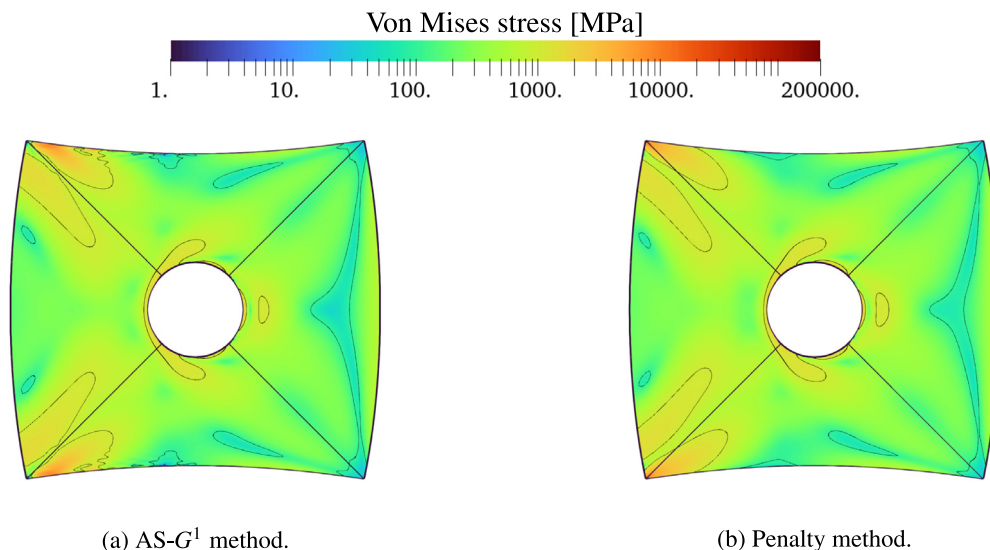 Von Mises stress [MPa]
1. 10. 100. 1000. 10000. 200000.
(a) AS-G¹ method. (b) Penalty method.